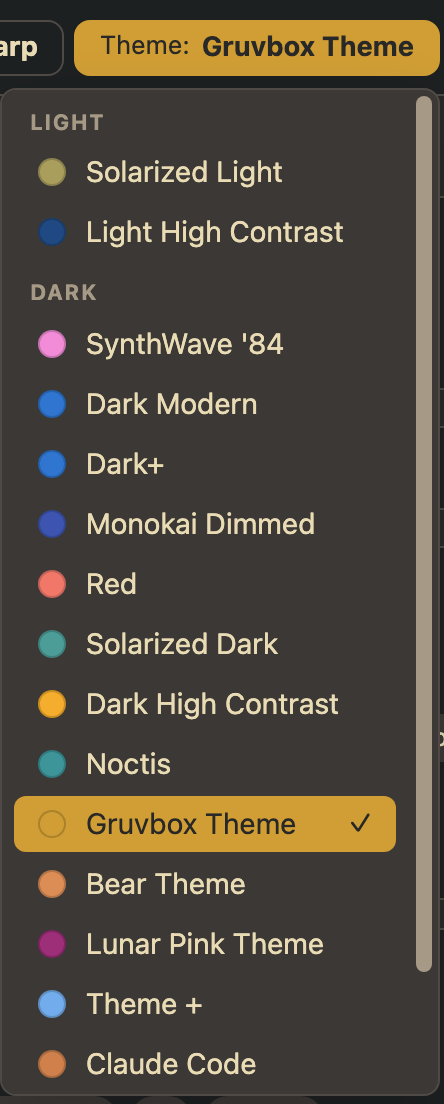 arp
Theme: Gruvbox Theme
LIGHT
Solarized Light
Light High Contrast
DARK
SynthWave '84
Dark Modern
Dark+
Monokai Dimmed
Red
Solarized Dark
Dark High Contrast
Noctis
Gruvbox Theme ✓
Bear Theme
Lunar Pink Theme
Theme +
Claude Code